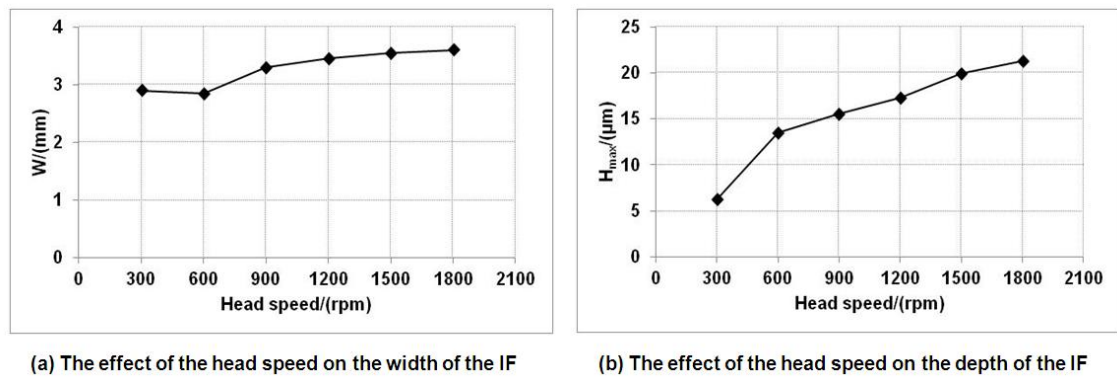 4
3
2
1
0
W/(mm)
0 300 600 900 1200 1500 1800 2100
Head speed/(rpm)
(a) The effect of the head speed on the width of the IF
25
20
15
10
5
0
Hmax/(μm)
0 300 600 900 1200 1500 1800 2100
Head speed/(rpm)
(b) The effect of the head speed on the depth of the IF